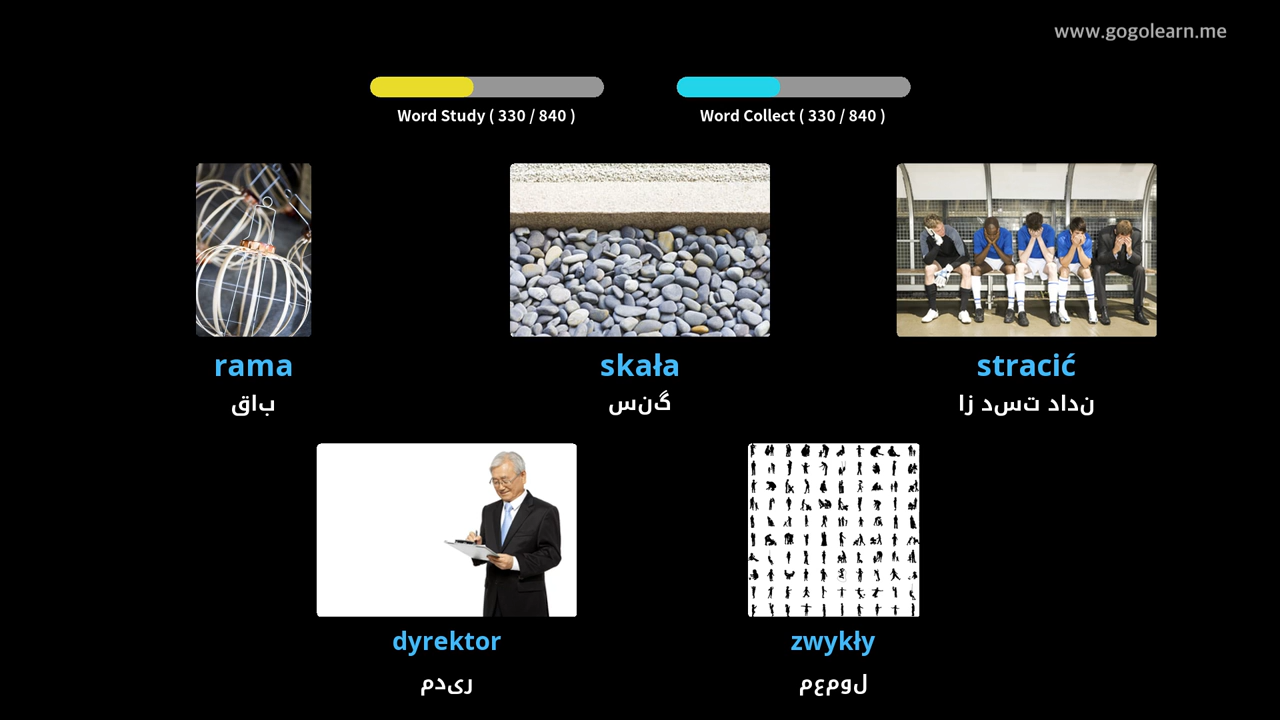 www.gogolearn.me
Word Study ( 330 / 840 )
Word Collect ( 330 / 840 )
rama
باق
skała
گنس
stracić
نداد تسد زا
dyrektor
ریدم
zwykły
لومعم